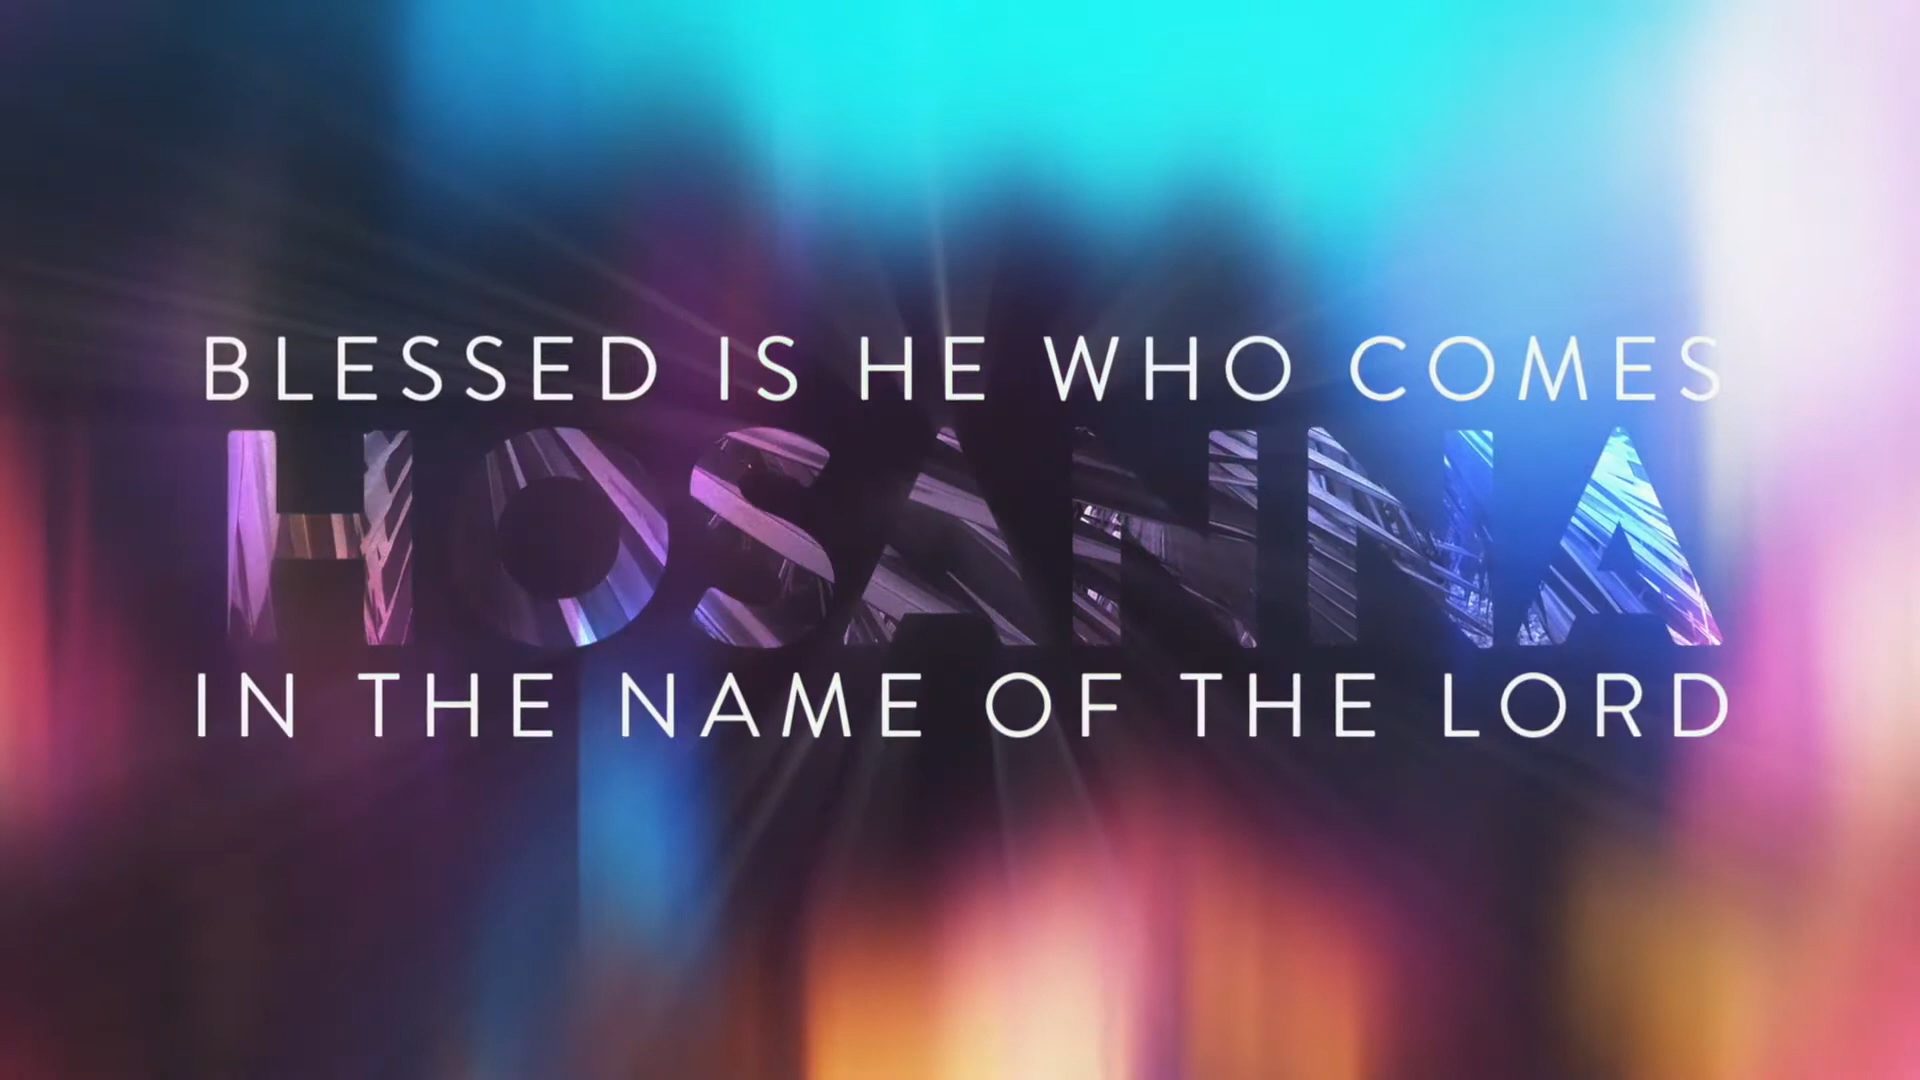 BLESSED IS HE WHO COMES
HOSANNA
IN THE NAME OF THE LORD